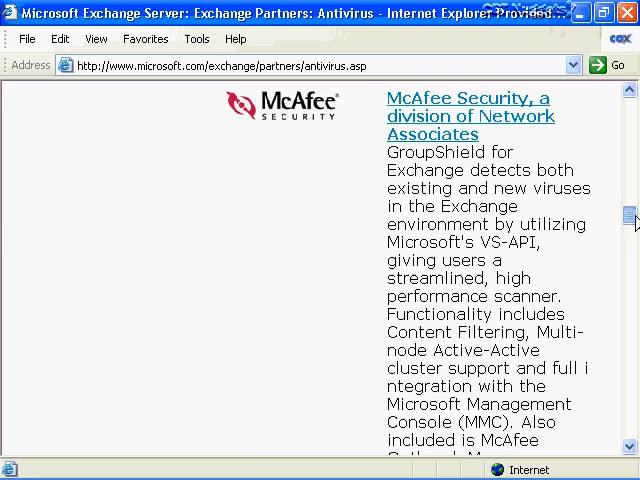 Microsoft Exchange Server: Exchange Partners: Antivirus - Internet Explorer Provided...
File Edit View Favorites Tools Help
cox
Address http://www.microsoft.com/exchange/partners/antivirus.asp Go
McAfee
SECURITY
McAfee Security, a
division of Network
Associates
GroupShield for
Exchange detects both
existing and new viruses
in the Exchange
environment by utilizing
Microsoft's VS-API,
giving users a
streamlined, high
performance scanner.
Functionality includes
Content Filtering, Multi-
node Active-Active
cluster support and full i
ntegration with the
Microsoft Management
Console (MMC). Also
included is McAfee
Internet